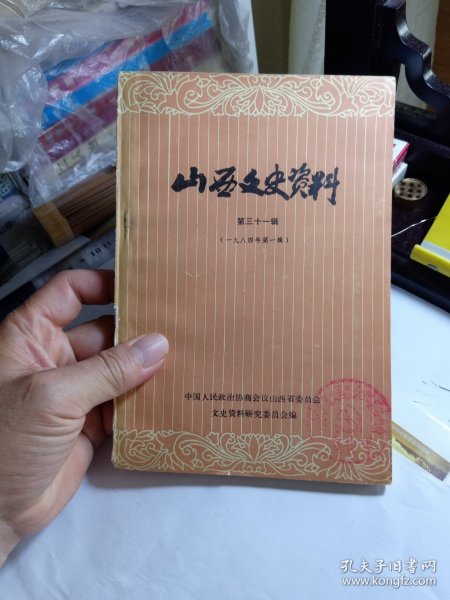 山西文史资料
第三十一辑
(一九八四年第一辑)
中国人民政治协商会议山西省委员会
文史资料研究委员会编
孔夫子旧书网
www.kongfz.com